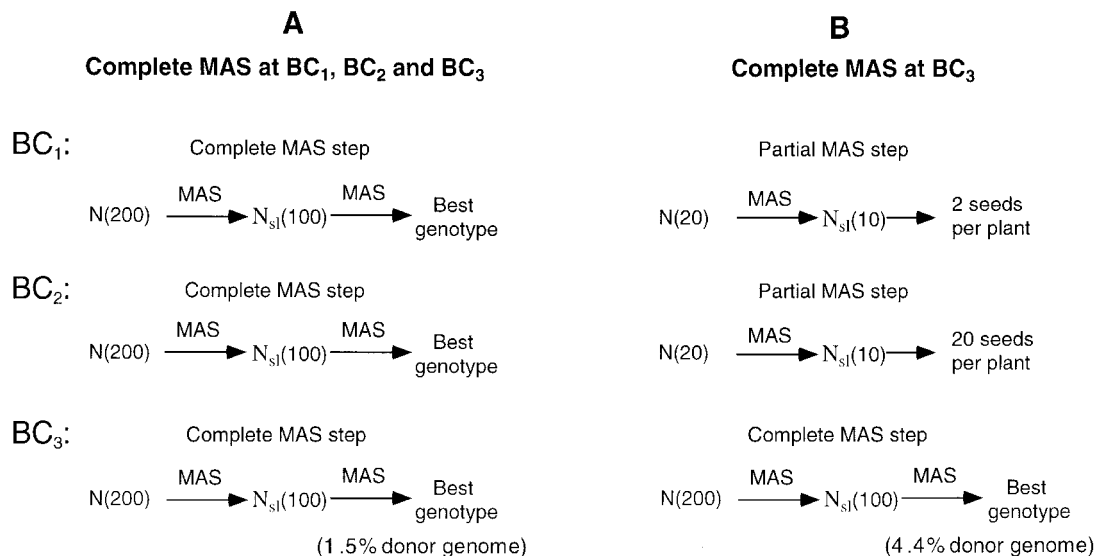 A
Complete MAS at BC₁, BC₂ and BC₃
BC₁:
Complete MAS step
N(200) MAS Nsl(100) MAS Best genotype
BC₂:
Complete MAS step
N(200) MAS Nsl(100) MAS Best genotype
BC₃:
Complete MAS step
N(200) MAS Nsl(100) MAS Best genotype
(1.5% donor genome)
B
Complete MAS at BC₃
Partial MAS step
N(20) MAS Nsl(10) 2 seeds per plant
Partial MAS step
N(20) MAS Nsl(10) 20 seeds per plant
Complete MAS step
N(200) MAS Nsl(100) MAS Best genotype
(4.4% donor genome)